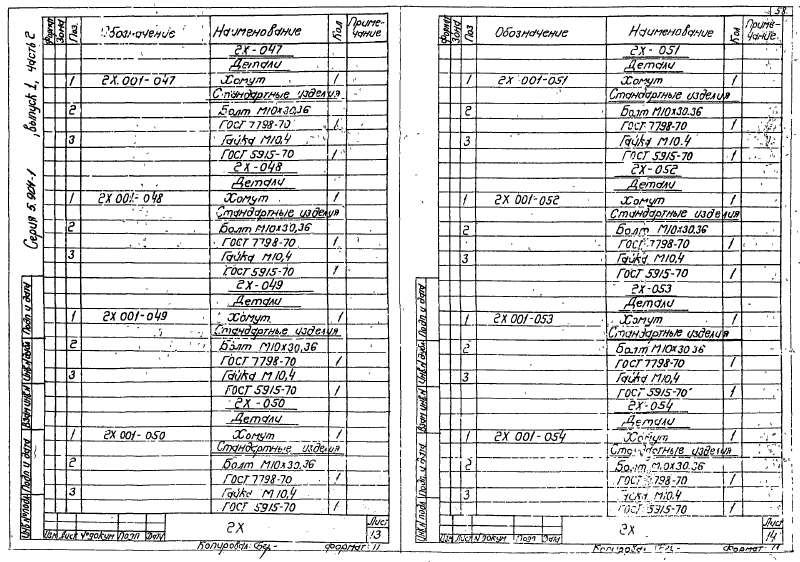 Серия 5.904-1, выпуск 1, часть 2
Формат Зона Поз. Обозначение Наименование Кол Примечание
2Х-047
Детали
1 2Х 001-047 Хомут 1
Стандартные изделия
2 Болт М10х30,36
ГОСТ 7798-70 1
3 Гайка М10,4
ГОСТ 5915-70 1
2Х-048
Детали
1 2Х 001-048 Хомут 1
Стандартные изделия
2 Болт М10х30,36
ГОСТ 7798-70 1
3 Гайка М10,4
ГОСТ 5915-70 1
2Х-049
Детали
1 2Х 001-049 Хомут 1
Стандартные изделия
2 Болт М10х30,36
ГОСТ 7798-70 1
3 Гайка М10,4
ГОСТ 5915-70 1
2Х-050
Детали
1 2Х 001-050 Хомут 1
Стандартные изделия
2 Болт М10х30,36
ГОСТ 7798-70 1
3 Гайка М10,4
ГОСТ 5915-70 1
Инв.N подл Подп и дата Взам инв.N Инв.N дубл Подп и дата
Изм Лист N докум Подп Дата
2Х
Лист
13
Копировал Формат 11
58
Формат Зона Поз Обозначение Наименование Кол Примечание
2Х-051
Детали
1 2Х 001-051 Хомут 1
Стандартные изделия
2 Болт М10х30.36
ГОСТ 7798-70 1
3 Гайка М10.4
ГОСТ 5915-70 1
2Х-052
Детали
1 2Х 001-052 Хомут 1
Стандартные изделия
2 Болт М10х30,36
ГОСТ 7798-70 1
3 Гайка М10,4
ГОСТ 5915-70 1
2Х-053
Детали
1 2Х 001-053 Хомут 1
Стандартные изделия
2 Болт М10х30.36
ГОСТ 7798-70 1
3 Гайка М10,4
ГОСТ 5915-70 1
2Х-054
Детали
1 2Х 001-054 Хомут 1
Стандартные изделия
2 Болт М10х30.36
ГОСТ 7798-70 1
3 Гайка М10.4
ГОСТ 5915-70 1
Инв.N подл Подп. и дата Взам инв.N Инв.N дубл Подп и дата
Изм Лист N докум Подп Дата
2Х
Лист
14
Копировал Формат 11